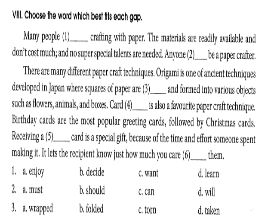 VIII. Choose the word which best fits each gap.
Many people (1)____ crafting with paper. The materials are readily available and
don't cost much; and no super special talents are needed. Anyone (2)____ be a paper crafter.
There are many different paper craft techniques. Origami is one of ancient techniques
developed in Japan where squares of paper are (3)____ and formed into various objects
such as flowers, animals, and boxes. Card (4)____ is also a favourite paper craft technique.
Birthday cards are the most popular greeting cards, followed by Christmas cards.
Receiving a (5)____ card is a special gift, because of the time and effort someone spent
making it. It lets the recipient know just how much you care (6)____ them.
1. a. enjoy b. decide c. want d. learn
2. a. must b. should c. can d. will
3. a. wrapped b. folded c. torn d. taken